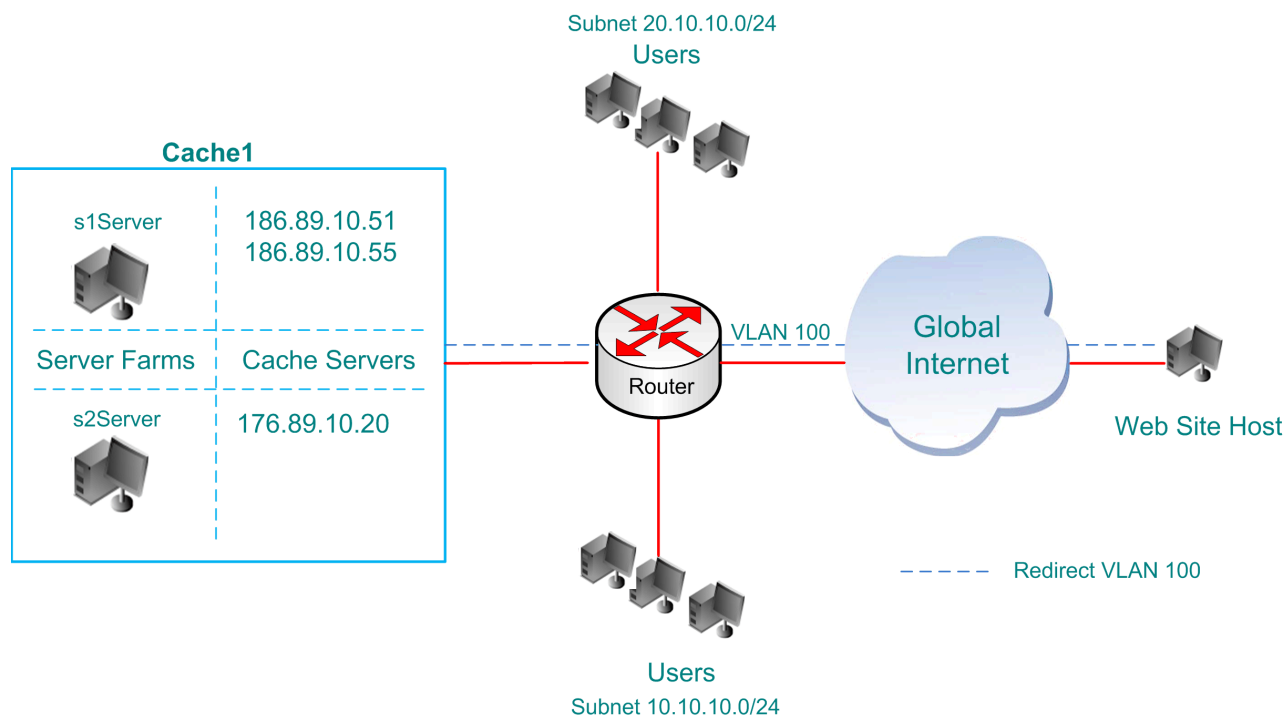 Subnet 20.10.10.0/24
Users
Cache1
s1Server
186.89.10.51
186.89.10.55
Server Farms
Cache Servers
s2Server
176.89.10.20
VLAN 100
Router
Global
Internet
Web Site Host
Redirect VLAN 100
Users
Subnet 10.10.10.0/24